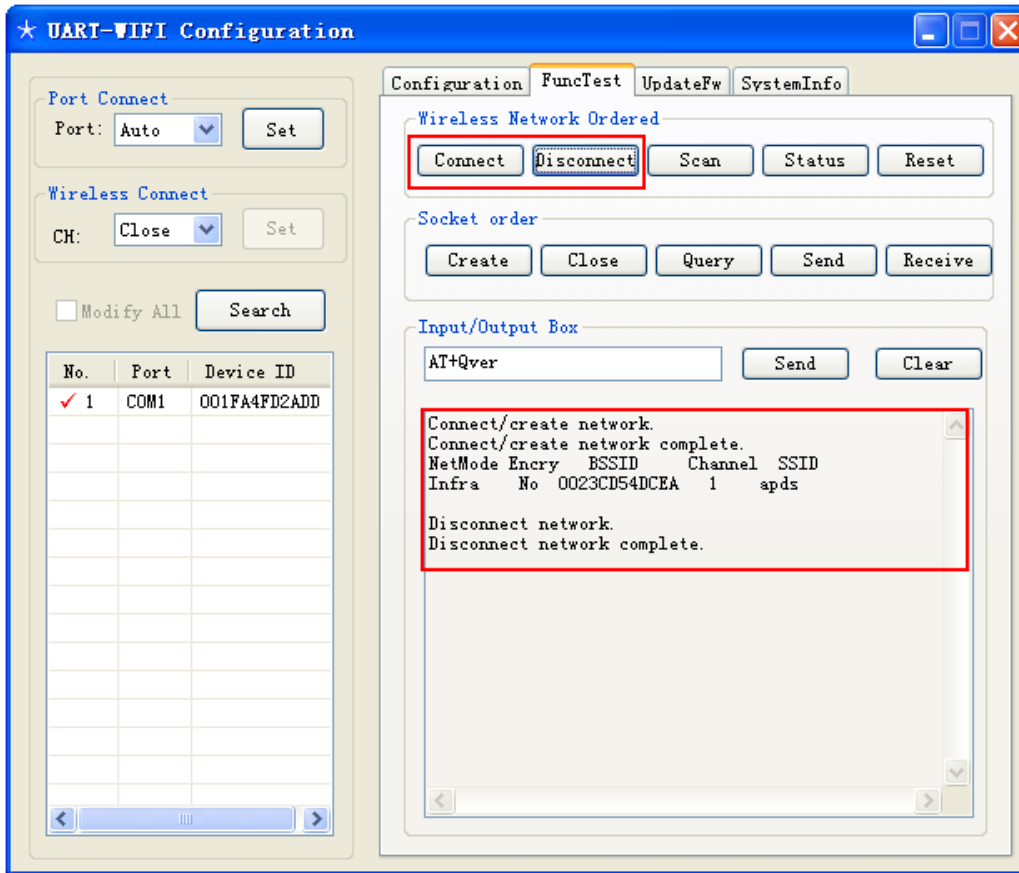 UART-WIFI Configuration
Port Connect
Port: Auto Set
Wireless Connect
CH: Close Set
Modify All Search
No. Port Device ID
1 COM1 001FA4FD2ADD
Configuration FuncTest UpdateFw SystemInfo
Wireless Network Ordered
Connect Disconnect Scan Status Reset
Socket order
Create Close Query Send Receive
Input/Output Box
AT+Qver Send Clear
Connect/create network.
Connect/create network complete.
NetMode Encry BSSID Channel SSID
Infra No 0023CD54DCEA 1 apds
Disconnect network.
Disconnect network complete.